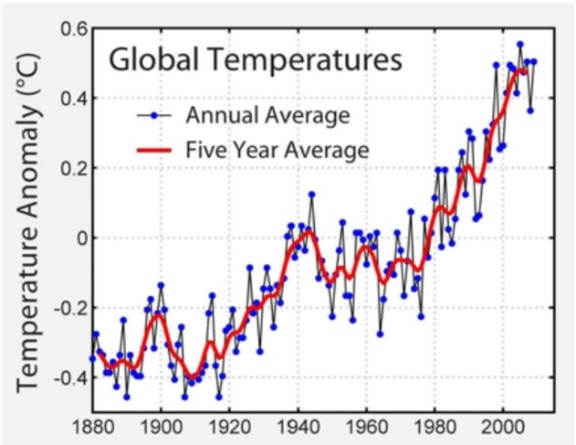 Global Temperatures
Annual Average
Five Year Average
Temperature Anomaly (°C)
0.6
0.4
0.2
0
-0.2
-0.4
1880 1900 1920 1940 1960 1980 2000